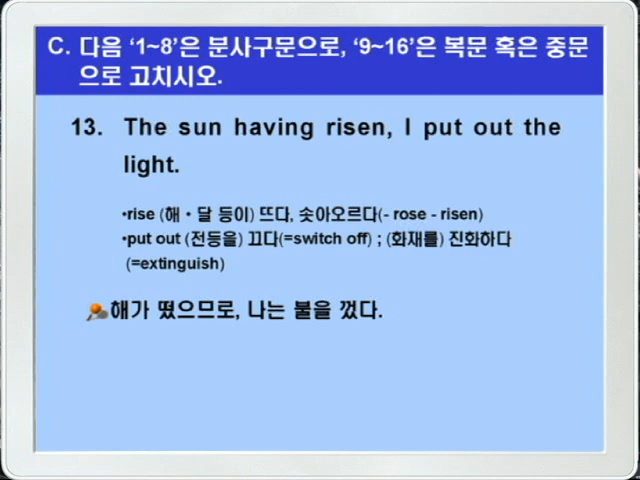 C. 다음 ‘1~8’은 분사구문으로, ‘9~16’은 복문 혹은 중문
으로 고치시오.
13. The sun having risen, I put out the
light.
•rise (해・달 등이) 뜨다, 솟아오르다(- rose - risen)
•put out (전등을) 끄다(=switch off) ; (화재를) 진화하다
(=extinguish)
해가 떴으므로, 나는 불을 껐다.